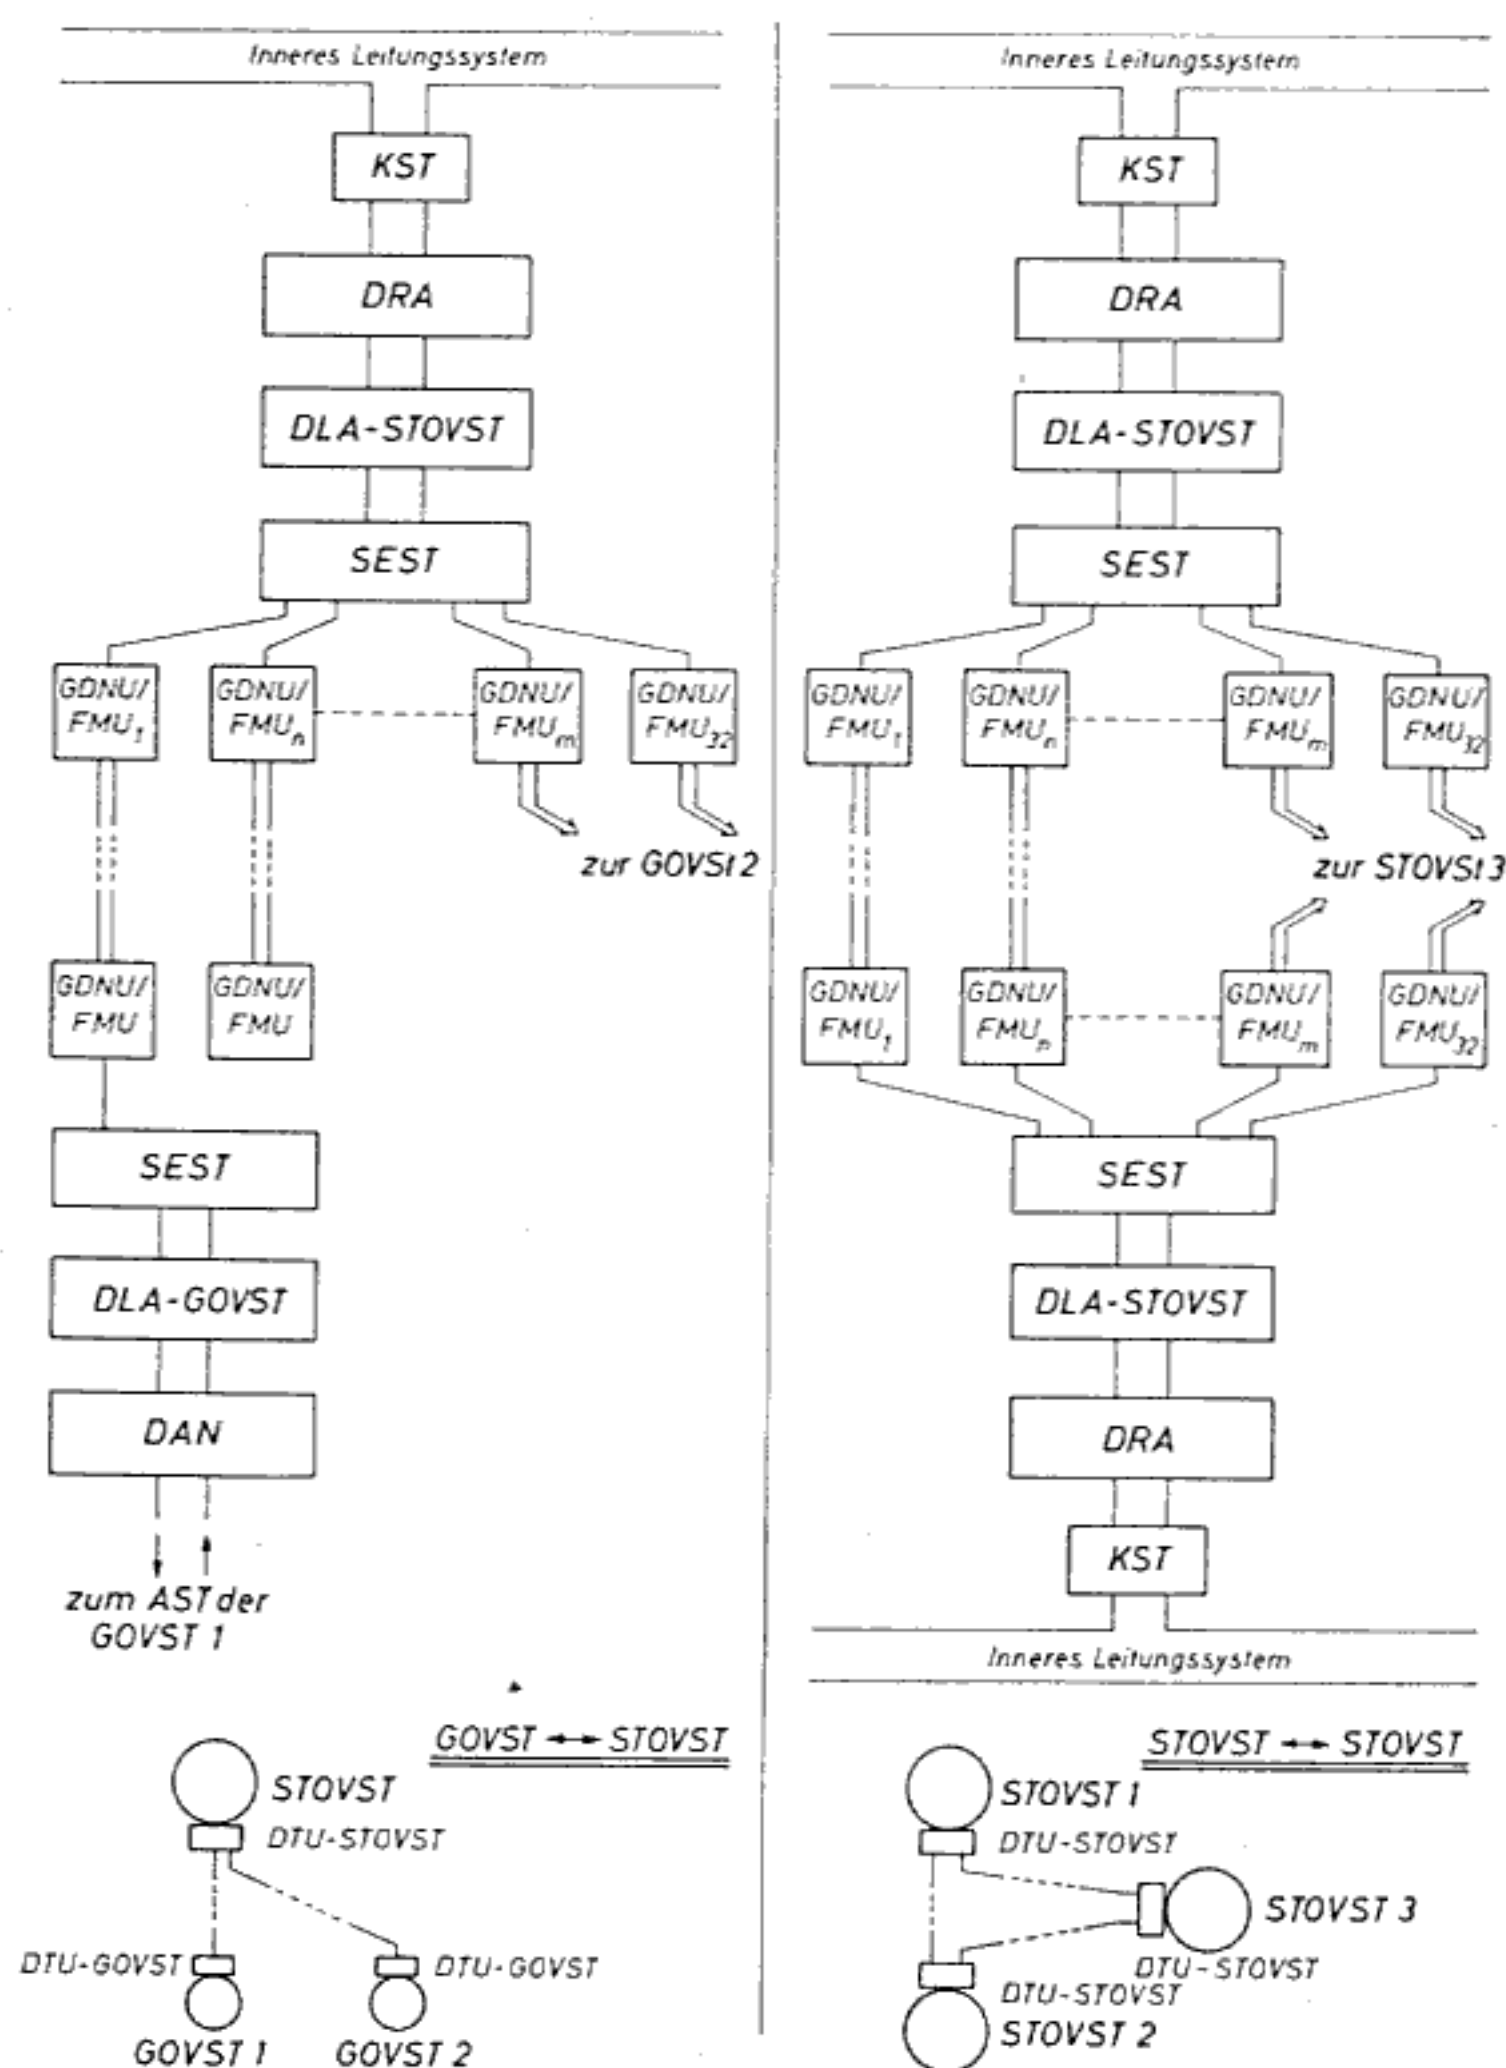 Inneres Leitungssystem
KST
DRA
DLA-STOVST
SEST
GDNU/
FMU1
GDNU/
FMUn
GDNU/
FMUm
GDNU/
FMU32
zur GOVSt 2
GDNU/
FMU
GDNU/
FMU
SEST
DLA-GOVST
DAN
zum AST der
GOVST 1
GOVST ↔ STOVST
STOVST
DTU-STOVST
DTU-GOVST
DTU-GOVST
GOVST 1
GOVST 2
Inneres Leitungssystem
KST
DRA
DLA-STOVST
SEST
GDNU/
FMU1
GDNU/
FMUn
GDNU/
FMUm
GDNU/
FMU32
zur STOVSt 3
GDNU/
FMU1
GDNU/
FMUn
GDNU/
FMUm
GDNU/
FMU32
SEST
DLA-STOVST
DRA
KST
Inneres Leitungssystem
STOVST ↔ STOVST
STOVST 1
DTU-STOVST
STOVST 3
DTU-STOVST
DTU-STOVST
STOVST 2